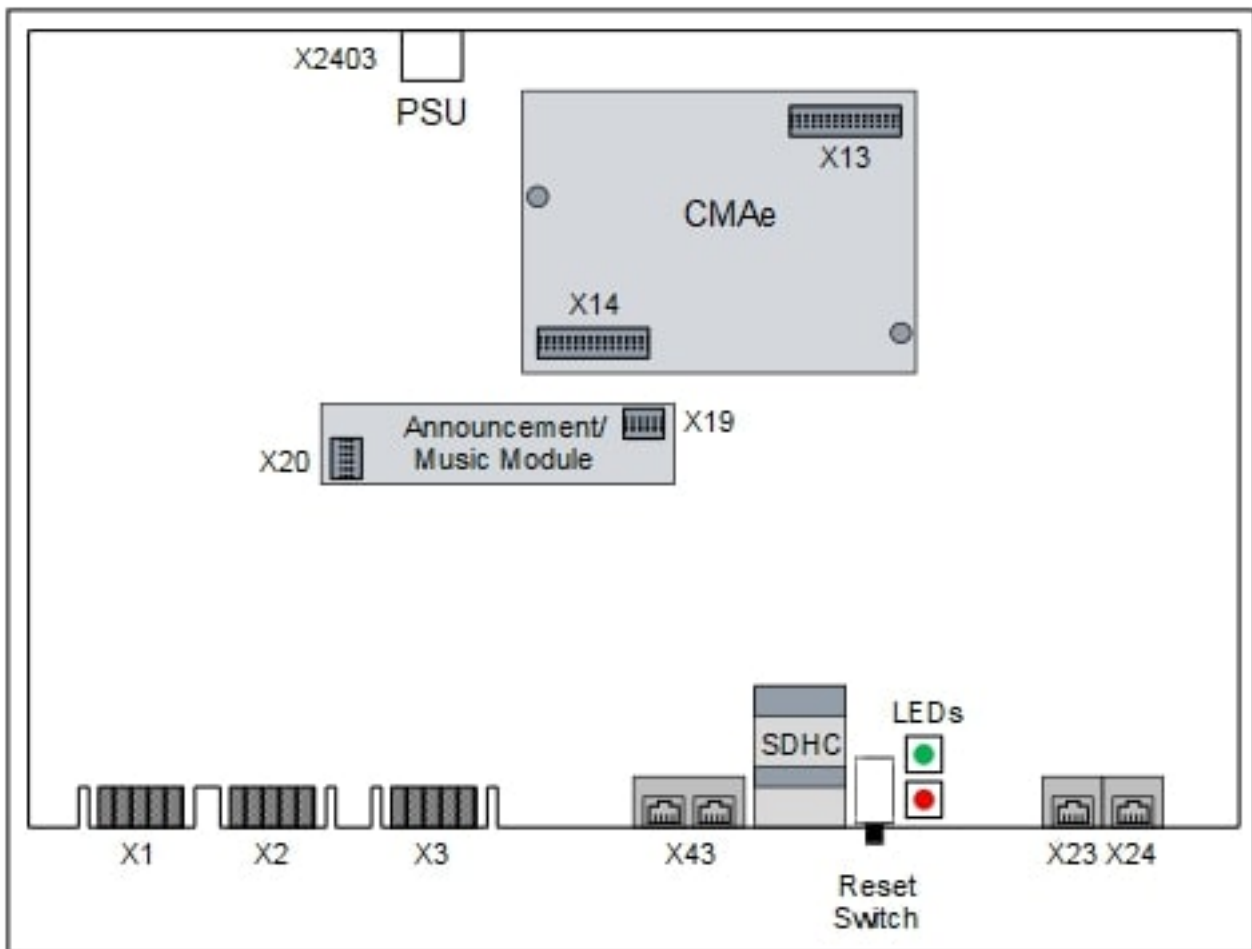 X2403
PSU
X13
CMAe
X14
Announcement/
Music Module
X19
X20
LEDs
SDHC
X1
X2
X3
X43
X23 X24
Reset
Switch